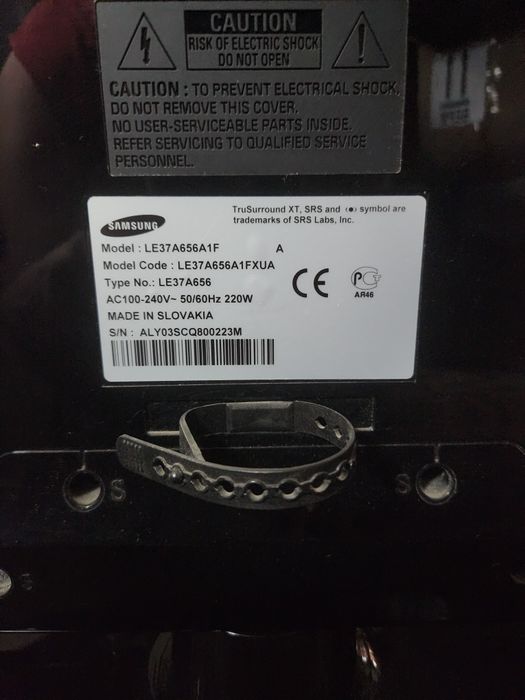 CAUTION
RISK OF ELECTRIC SHOCK
DO NOT OPEN
CAUTION : TO PREVENT ELECTRICAL SHOCK,
DO NOT REMOVE THIS COVER.
NO USER-SERVICEABLE PARTS INSIDE.
REFER SERVICING TO QUALIFIED SERVICE
PERSONNEL.
TruSurround XT, SRS and (●) symbol are
trademarks of SRS Labs, Inc.
SAMSUNG
Model : LE37A656A1F A
Model Code : LE37A656A1FXUA
Type No.: LE37A656
AC100-240V~ 50/60Hz 220W
MADE IN SLOVAKIA
S/N : ALY03SCQ800223M
CE
АЯ46
S
S
S